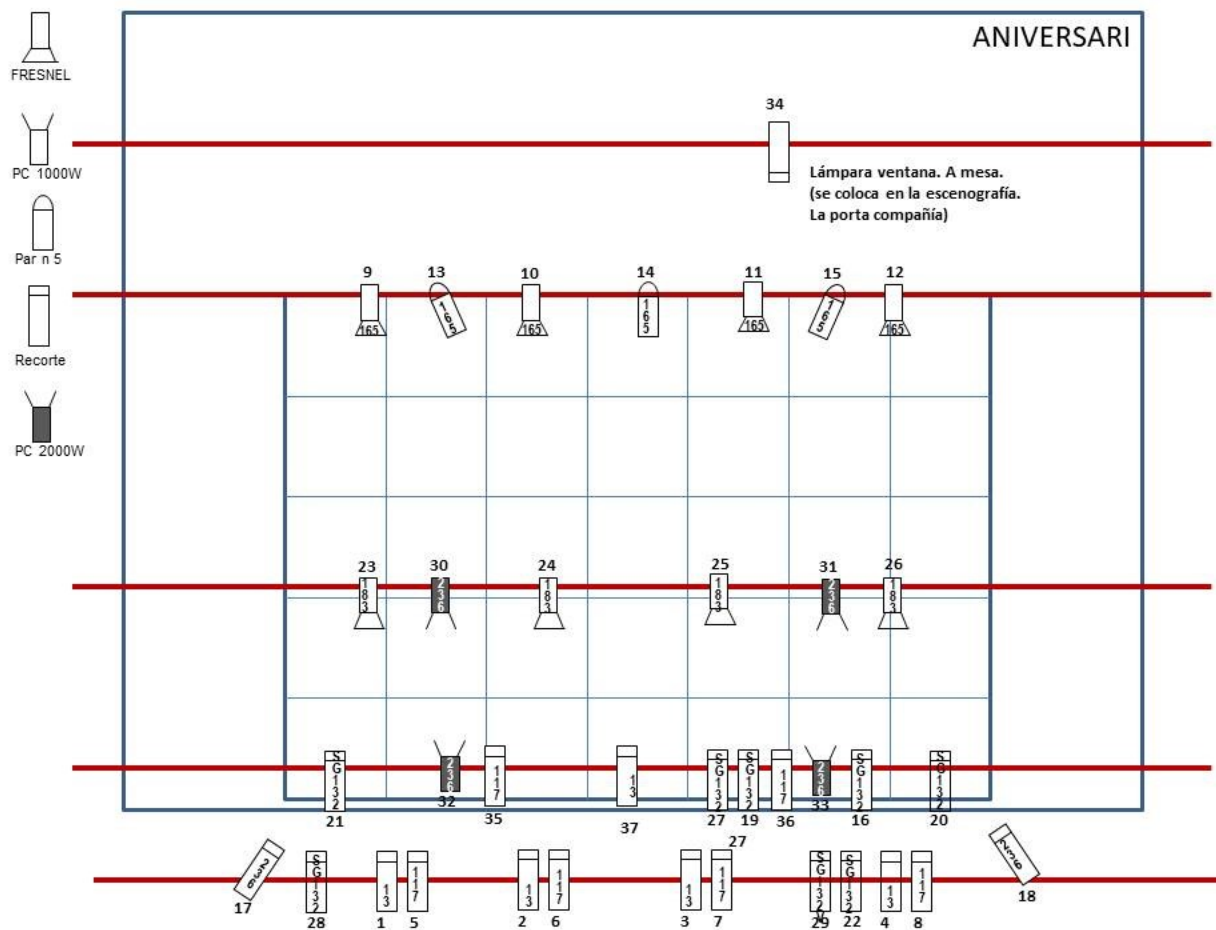 ANIVERSARI
FRESNEL
PC 1000W
Par n 5
Recorte
PC 2000W
34
Lámpara ventana. A mesa.
(se coloca en la escenografía.
La porta compañía)
9 13 10 14 11 15 12
165 165 165 165 165 165 165
23 30 24 25 31 26
183 236 183 183 236 183
SG132 236 117 13 SG132 SG132 117 236 SG132 SG132
21 32 35 37 27 19 36 33 16 20
27
236 SG132 13 117 13 117 13 117 SG132 SG132 13 117 236
17 28 1 5 2 6 3 7 29 22 4 8 18